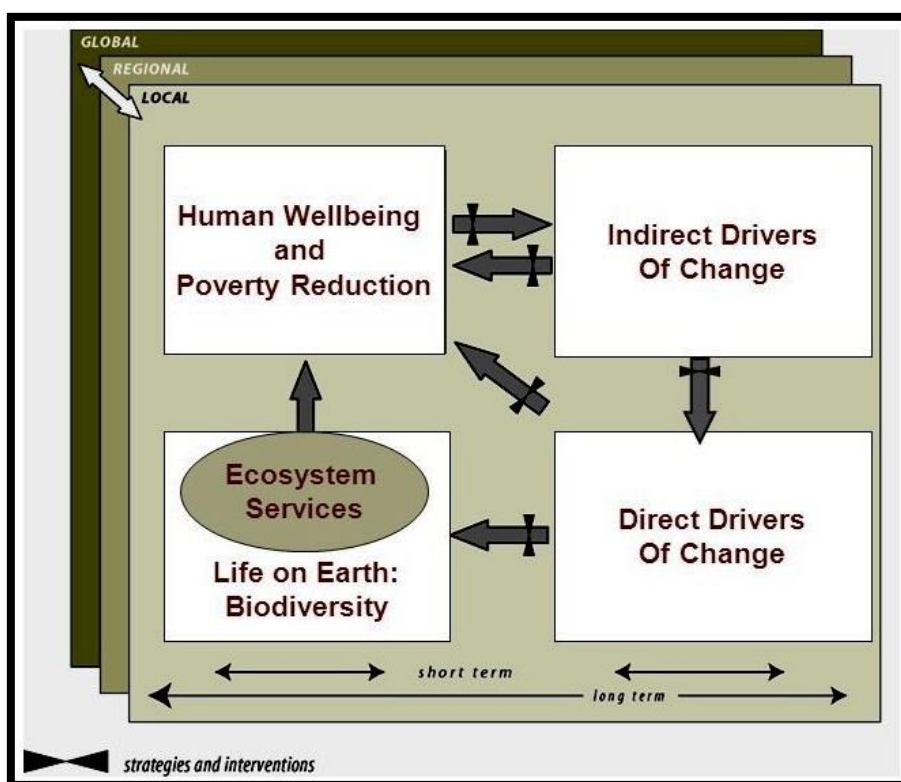 GLOBAL
REGIONAL
LOCAL
Human Wellbeing
and
Poverty Reduction
Indirect Drivers
Of Change
Ecosystem
Services
Life on Earth:
Biodiversity
Direct Drivers
Of Change
short term
long term
strategies and interventions